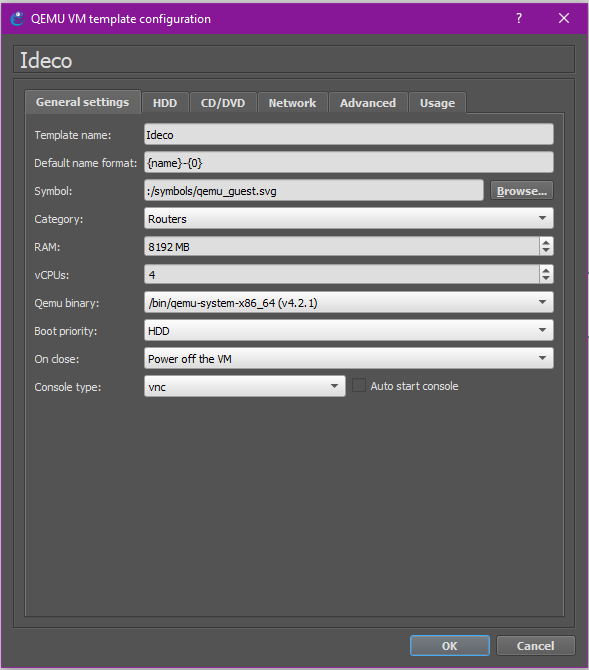 QEMU VM template configuration ?
Ideco
General settings HDD CD/DVD Network Advanced Usage
Template name: Ideco
Default name format: {name}-{0}
Symbol: :/symbols/qemu_guest.svg Browse...
Category: Routers
RAM: 8192 MB
vCPUs: 4
Qemu binary: /bin/qemu-system-x86_64 (v4.2.1)
Boot priority: HDD
On close: Power off the VM
Console type: vnc Auto start console
OK Cancel